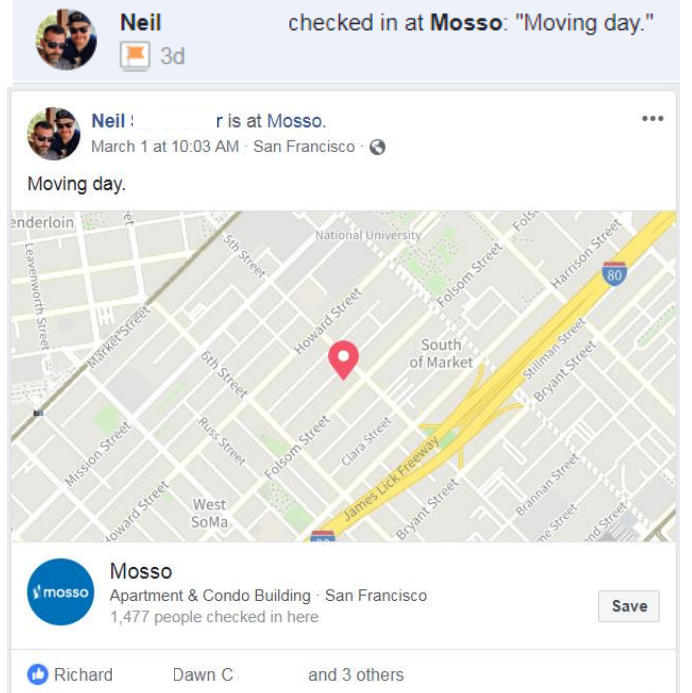 Neil checked in at Mosso: "Moving day."
3d
Neil r is at Mosso.
March 1 at 10:03 AM · San Francisco ·
Moving day.
enderloin
5th Street
National University
Folsom Street
Harrison Street
80
Leavenworth Street
Market Street
Howard Street
South
of Market
Stillman Street
Bryant Street
6th Street
Russ Street
Folsom Street
Clara Street
Mission Street
James Lick Freeway
West
SoMa
Howard Street
Bryant Street
Brannan Street
Mosso
mosso
Apartment & Condo Building · San Francisco
1,477 people checked in here
Save
Richard Dawn C and 3 others